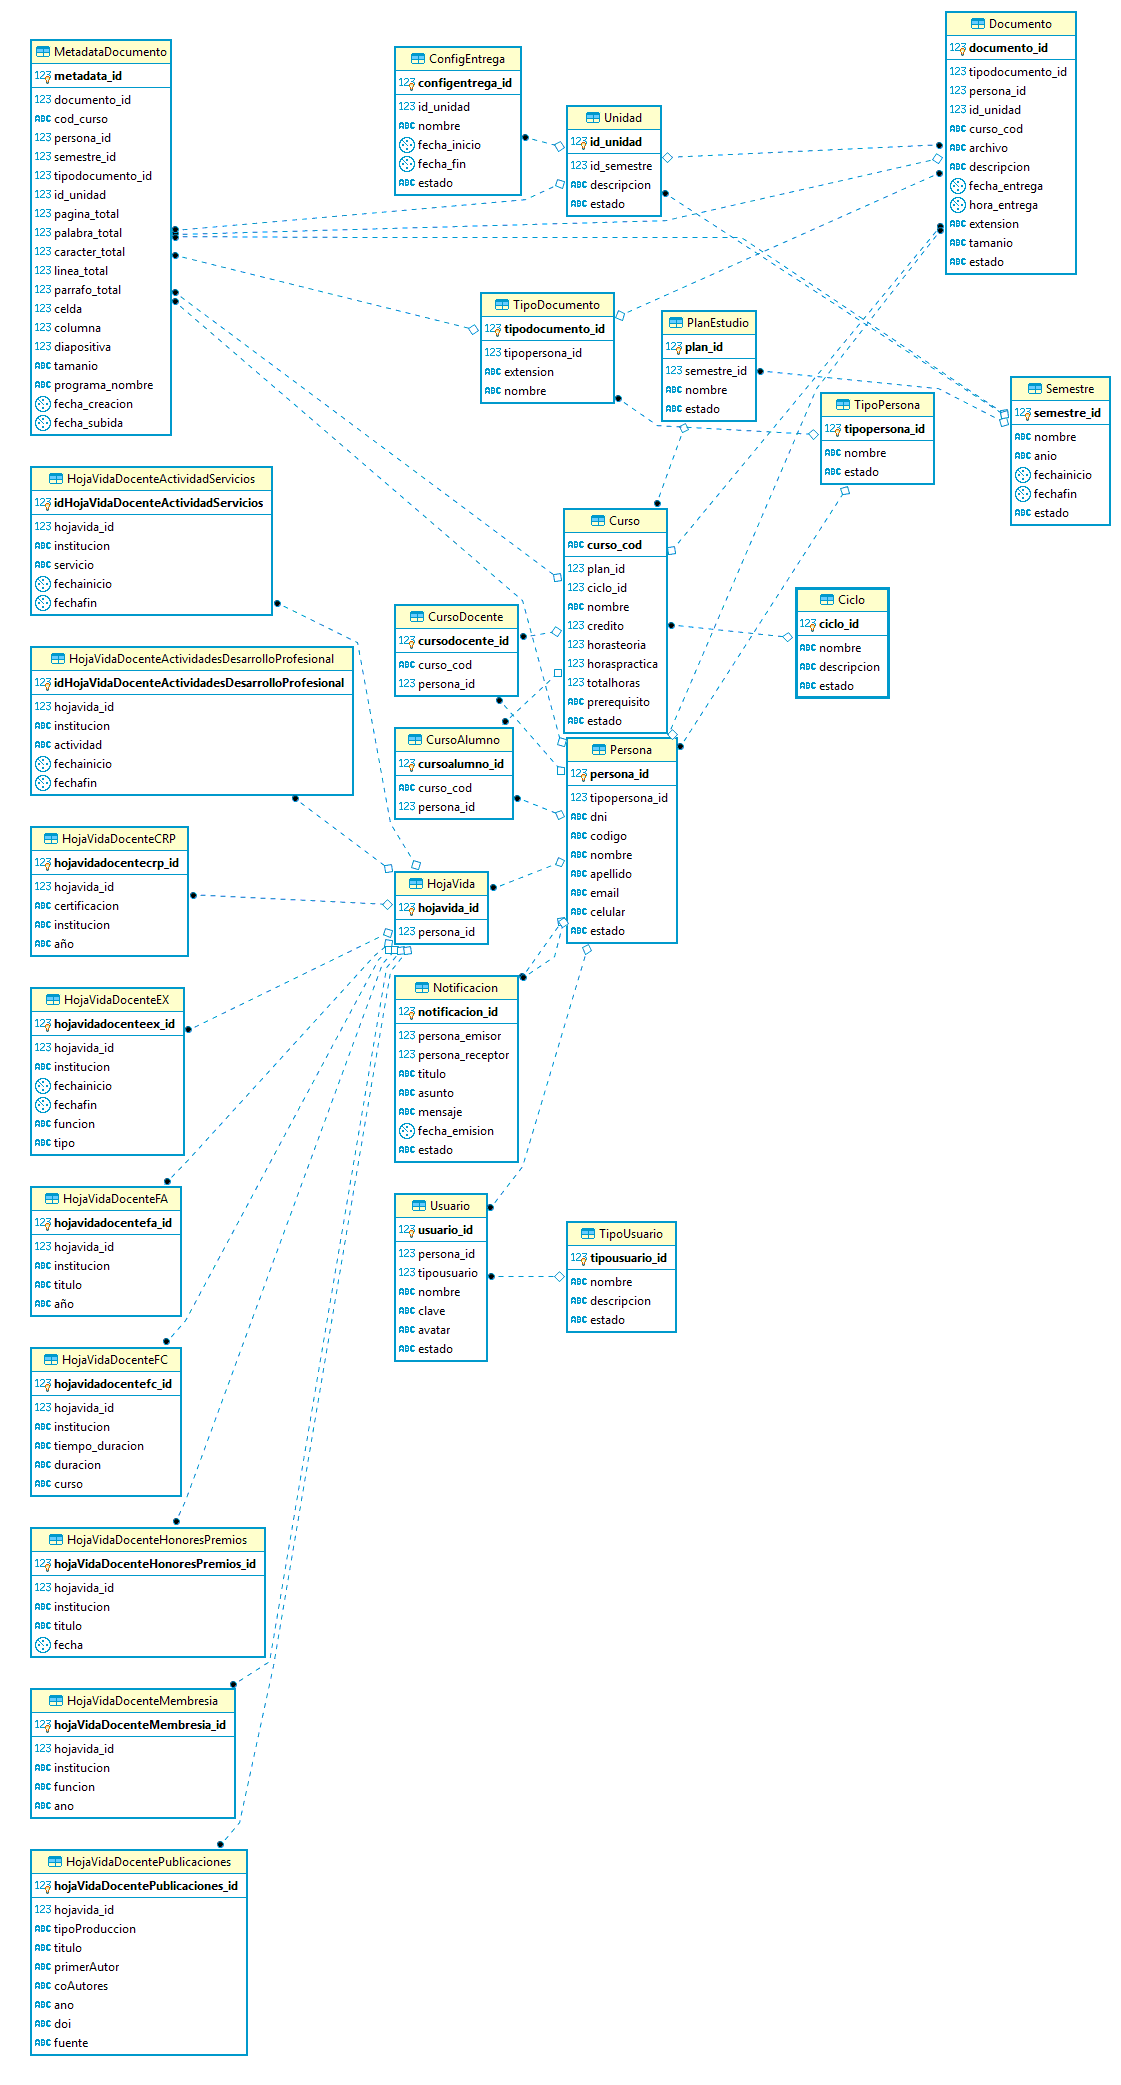 MetadataDocumento
metadata_id
123 documento_id
ABC cod_curso
123 persona_id
123 semestre_id
123 tipodocumento_id
123 id_unidad
123 pagina_total
123 palabra_total
123 caracter_total
123 linea_total
123 parrafo_total
123 celda
123 columna
123 diapositiva
ABC tamanio
ABC programa_nombre
fecha_creacion
fecha_subida
ConfigEntrega
123 configentrega_id
123 id_unidad
ABC nombre
fecha_inicio
fecha_fin
ABC estado
Unidad
123 id_unidad
123 id_semestre
ABC descripcion
ABC estado
Documento
123 documento_id
123 tipodocumento_id
123 persona_id
123 id_unidad
ABC curso_cod
ABC archivo
ABC descripcion
fecha_entrega
hora_entrega
ABC extension
123 tamanio
ABC estado
TipoDocumento
123 tipodocumento_id
123 tipopersona_id
ABC extension
ABC nombre
PlanEstudio
123 plan_id
123 semestre_id
ABC nombre
ABC estado
TipoPersona
123 tipopersona_id
ABC nombre
ABC estado
Semestre
123 semestre_id
ABC nombre
ABC anio
fechainicio
fechafin
ABC estado
HojaVidaDocenteActividadServicios
123 idHojaVidaDocenteActividadServicios
123 hojavida_id
ABC institucion
ABC servicio
fechainicio
fechafin
Curso
ABC curso_cod
123 plan_id
123 ciclo_id
ABC nombre
123 credito
123 horasteoria
123 horaspractica
123 totalhoras
ABC prerequisito
ABC estado
Ciclo
123 ciclo_id
ABC nombre
ABC descripcion
ABC estado
CursoDocente
123 cursodocente_id
ABC curso_cod
123 persona_id
HojaVidaDocenteActividadesDesarrolloProfesional
123 idHojaVidaDocenteActividadesDesarrolloProfesional
123 hojavida_id
ABC institucion
ABC actividad
fechainicio
fechafin
CursoAlumno
123 cursoalumno_id
ABC curso_cod
123 persona_id
Persona
123 persona_id
123 tipopersona_id
ABC dni
ABC codigo
ABC nombre
ABC apellido
ABC email
ABC celular
ABC estado
HojaVidaDocenteCRP
123 hojavidadocentecrp_id
123 hojavida_id
ABC certificacion
ABC institucion
ABC año
HojaVida
123 hojavida_id
123 persona_id
HojaVidaDocenteEX
123 hojavidadocenteex_id
123 hojavida_id
ABC institucion
fechainicio
fechafin
ABC funcion
ABC tipo
Notificacion
123 notificacion_id
123 persona_emisor
123 persona_receptor
ABC titulo
ABC asunto
ABC mensaje
fecha_emision
ABC estado
HojaVidaDocenteFA
123 hojavidadocentefa_id
123 hojavida_id
ABC institucion
ABC titulo
ABC año
Usuario
123 usuario_id
123 persona_id
123 tipousuario
ABC nombre
ABC clave
ABC avatar
ABC estado
TipoUsuario
123 tipousuario_id
ABC nombre
ABC descripcion
ABC estado
HojaVidaDocenteFC
123 hojavidadocentefc_id
123 hojavida_id
ABC institucion
ABC tiempo_duracion
ABC duracion
ABC curso
HojaVidaDocenteHonoresPremios
123 hojaVidaDocenteHonoresPremios_id
123 hojavida_id
ABC institucion
ABC titulo
fecha
HojaVidaDocenteMembresia
123 hojaVidaDocenteMembresia_id
123 hojavida_id
ABC institucion
ABC funcion
ABC ano
HojaVidaDocentePublicaciones
123 hojaVidaDocentePublicaciones_id
123 hojavida_id
ABC tipoProduccion
ABC titulo
ABC primerAutor
ABC coAutores
ABC ano
ABC doi
ABC fuente